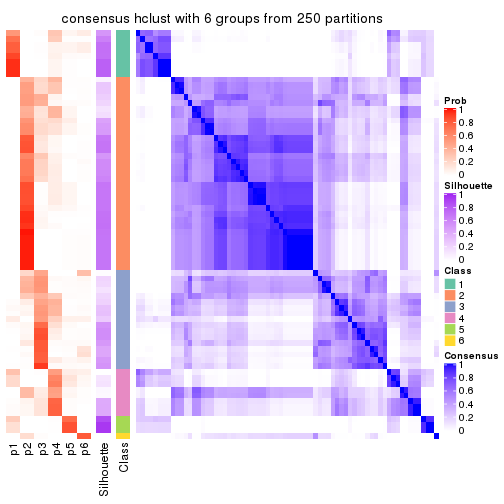 consensus hclust with 6 groups from 250 partitions
Prob
1
0.8
0.6
0.4
0.2
0
Silhouette
1
0.8
0.6
0.4
0.2
0
Class
1
2
3
4
5
6
Consensus
1
0.8
0.6
0.4
0.2
0
p1
p2
p3
p4
p5
p6
Silhouette
Class